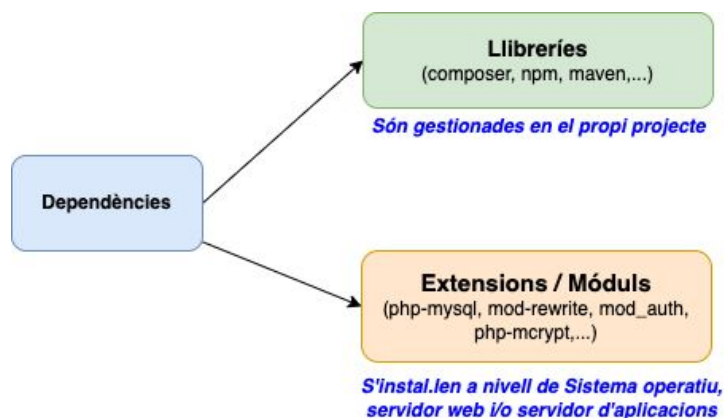 Llibreríes
(composer, npm, maven,...)
Són gestionades en el propi projecte
Dependències
Extensions / Móduls
(php-mysql, mod-rewrite, mod_auth,
php-mcrypt,...)
S'instal.len a nivell de Sistema operatiu,
servidor web i/o servidor d'aplicacions